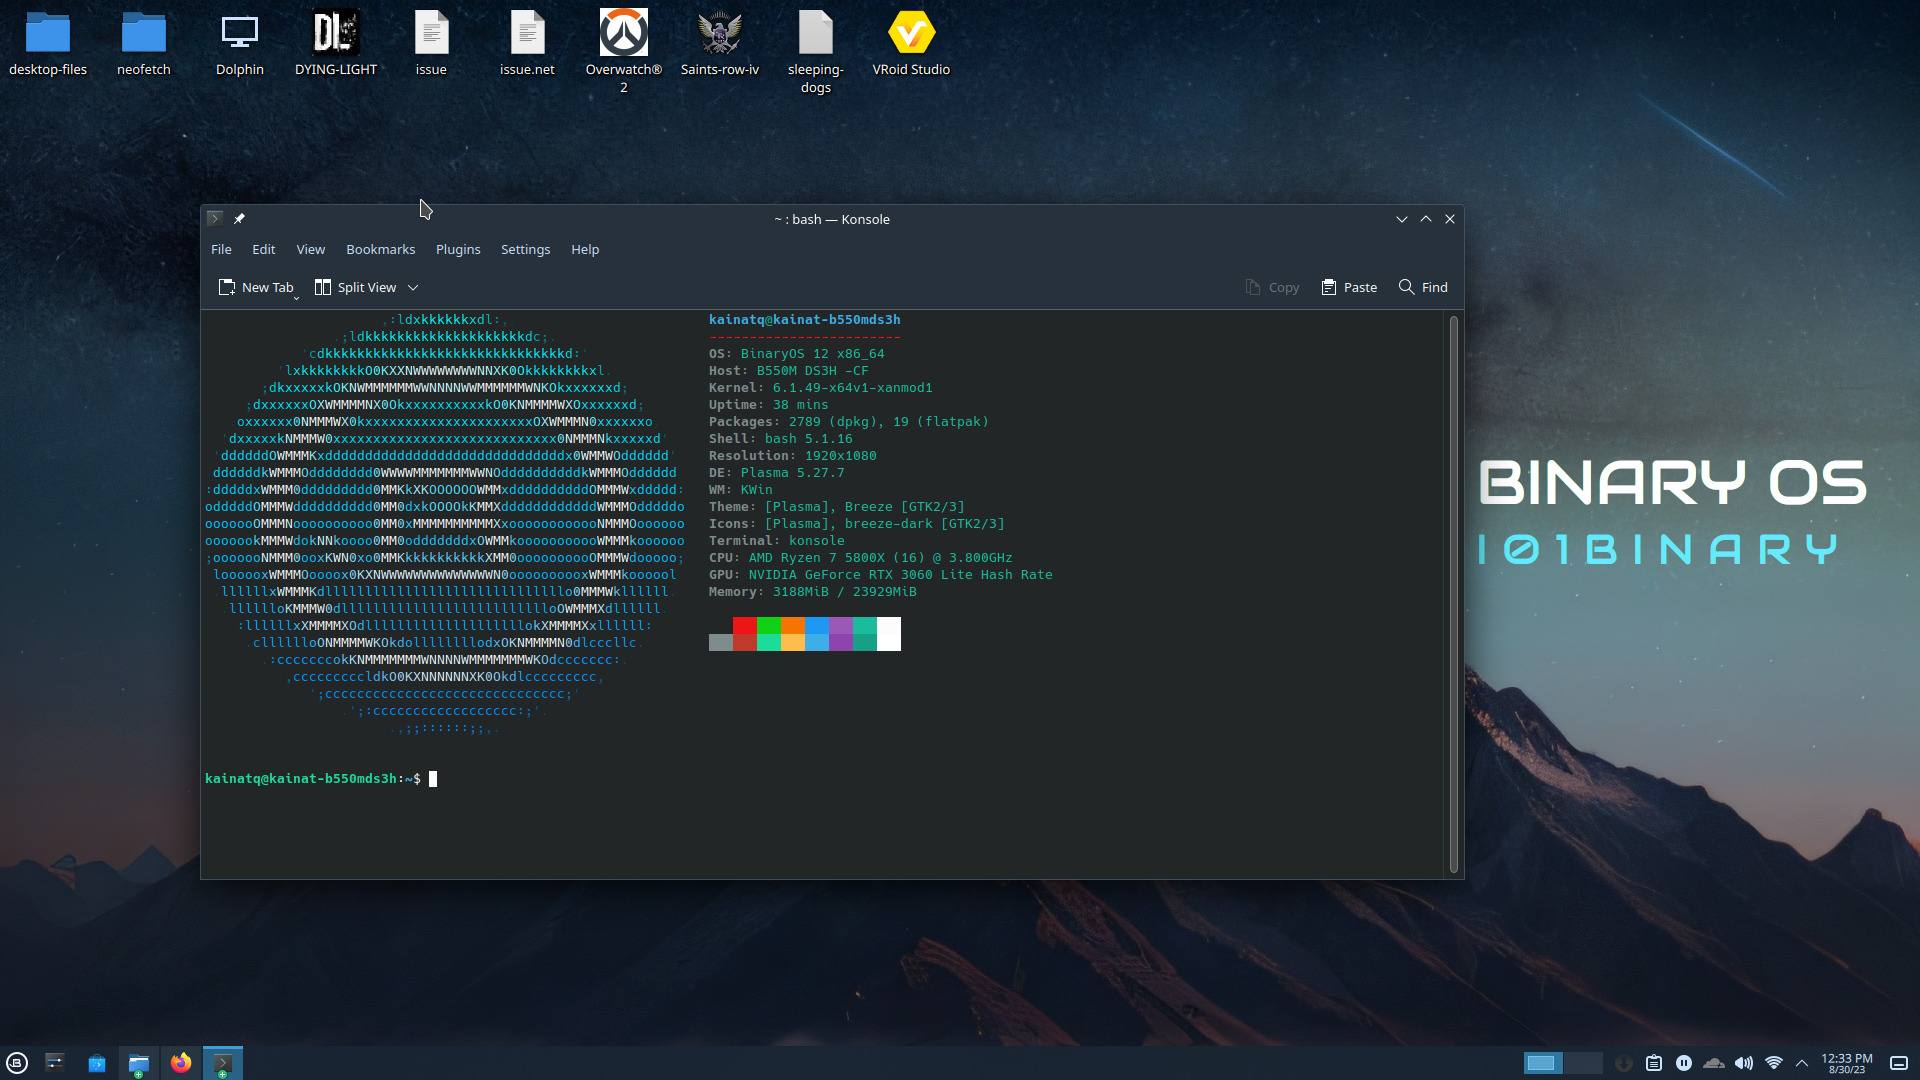 desktop-files
neofetch
Dolphin
DYING-LIGHT
issue
issue.net
Overwatch® 2
Saints-row-iv
sleeping-dogs
VRoid Studio
~ : bash — Konsole
File Edit View Bookmarks Plugins Settings Help
New Tab Split View Copy Paste Find
kainatq@kainat-b550mds3h
------------------------
OS: BinaryOS 12 x86_64
Host: B550M DS3H -CF
Kernel: 6.1.49-x64v1-xanmod1
Uptime: 38 mins
Packages: 2789 (dpkg), 19 (flatpak)
Shell: bash 5.1.16
Resolution: 1920x1080
DE: Plasma 5.27.7
WM: KWin
Theme: [Plasma], Breeze [GTK2/3]
Icons: [Plasma], breeze-dark [GTK2/3]
Terminal: konsole
CPU: AMD Ryzen 7 5800X (16) @ 3.800GHz
GPU: NVIDIA GeForce RTX 3060 Lite Hash Rate
Memory: 3188MiB / 23929MiB
kainatq@kainat-b550mds3h:~$
BINARY OS
101BINARY
12:33 PM
8/30/23